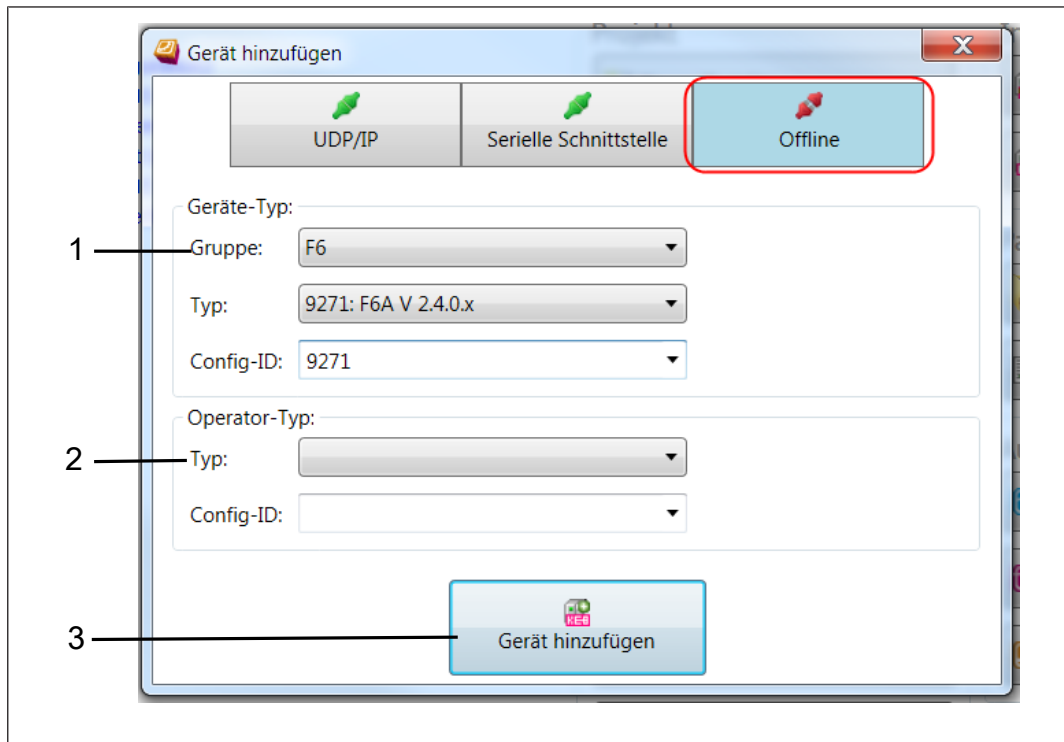 Gerät hinzufügen
UDP/IP
Serielle Schnittstelle
Offline
Geräte-Typ:
1
Gruppe:
F6
Typ:
9271: F6A V 2.4.0.x
Config-ID:
9271
Operator-Typ:
2
Typ:
Config-ID:
KEB
3
Gerät hinzufügen